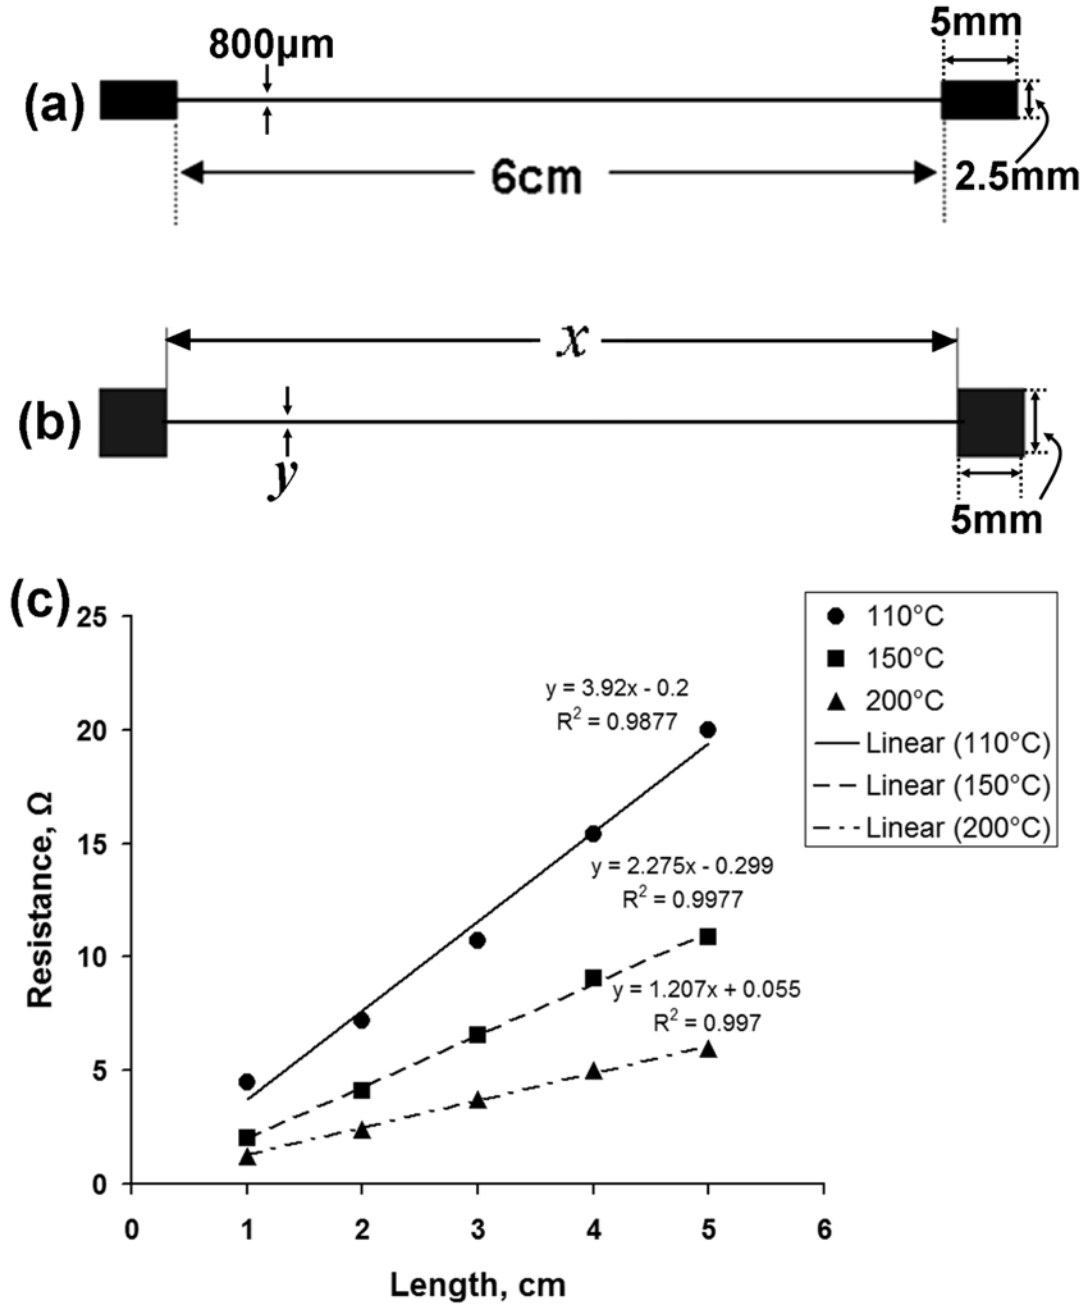 (a)
800µm
5mm
6cm
2.5mm
(b)
x
y
5mm
(c)
25
20
15
10
5
0
0 1 2 3 4 5 6
Resistance, Ω
Length, cm
y = 3.92x - 0.2
R² = 0.9877
y = 2.275x - 0.299
R² = 0.9977
y = 1.207x + 0.055
R² = 0.997
110°C
150°C
200°C
Linear (110°C)
Linear (150°C)
Linear (200°C)